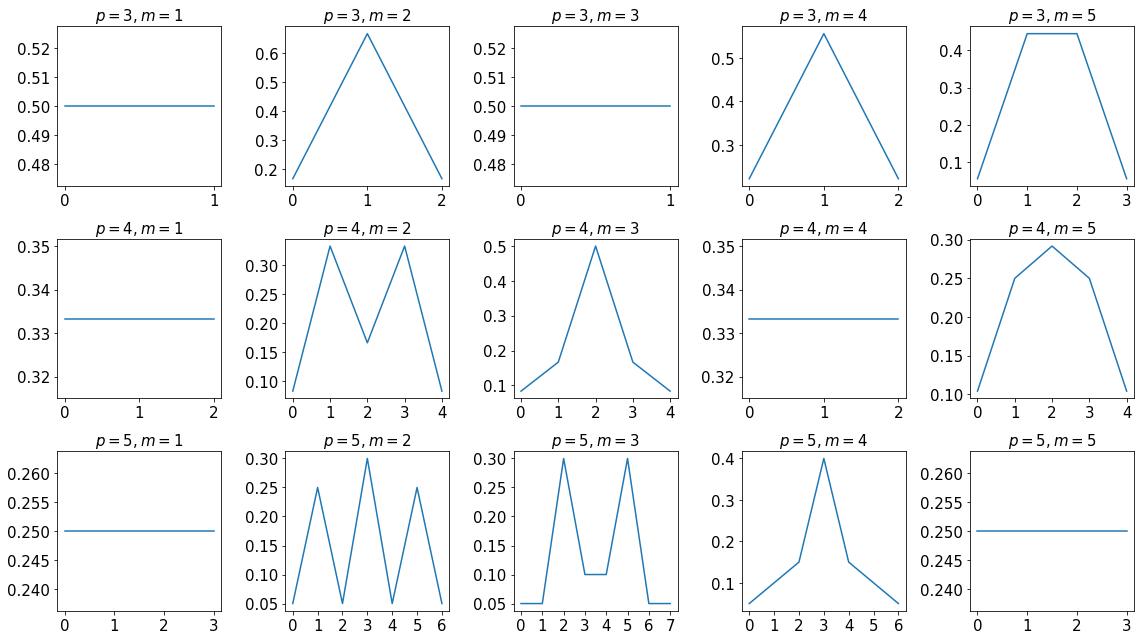 p = 3, m = 1
0.52
0.51
0.50
0.49
0.48
0 1
p = 3, m = 2
0.6
0.5
0.4
0.3
0.2
0 1 2
p = 3, m = 3
0.52
0.51
0.50
0.49
0.48
0 1
p = 3, m = 4
0.5
0.4
0.3
0 1 2
p = 3, m = 5
0.4
0.3
0.2
0.1
0 1 2 3
p = 4, m = 1
0.35
0.34
0.33
0.32
0 1 2
p = 4, m = 2
0.30
0.25
0.20
0.15
0.10
0 1 2 3 4
p = 4, m = 3
0.5
0.4
0.3
0.2
0.1
0 1 2 3 4
p = 4, m = 4
0.35
0.34
0.33
0.32
0 1 2
p = 4, m = 5
0.30
0.25
0.20
0.15
0.10
0 1 2 3 4
p = 5, m = 1
0.260
0.255
0.250
0.245
0.240
0 1 2 3
p = 5, m = 2
0.30
0.25
0.20
0.15
0.10
0.05
0 1 2 3 4 5 6
p = 5, m = 3
0.30
0.25
0.20
0.15
0.10
0.05
0 1 2 3 4 5 6 7
p = 5, m = 4
0.4
0.3
0.2
0.1
0 1 2 3 4 5 6
p = 5, m = 5
0.260
0.255
0.250
0.245
0.240
0 1 2 3